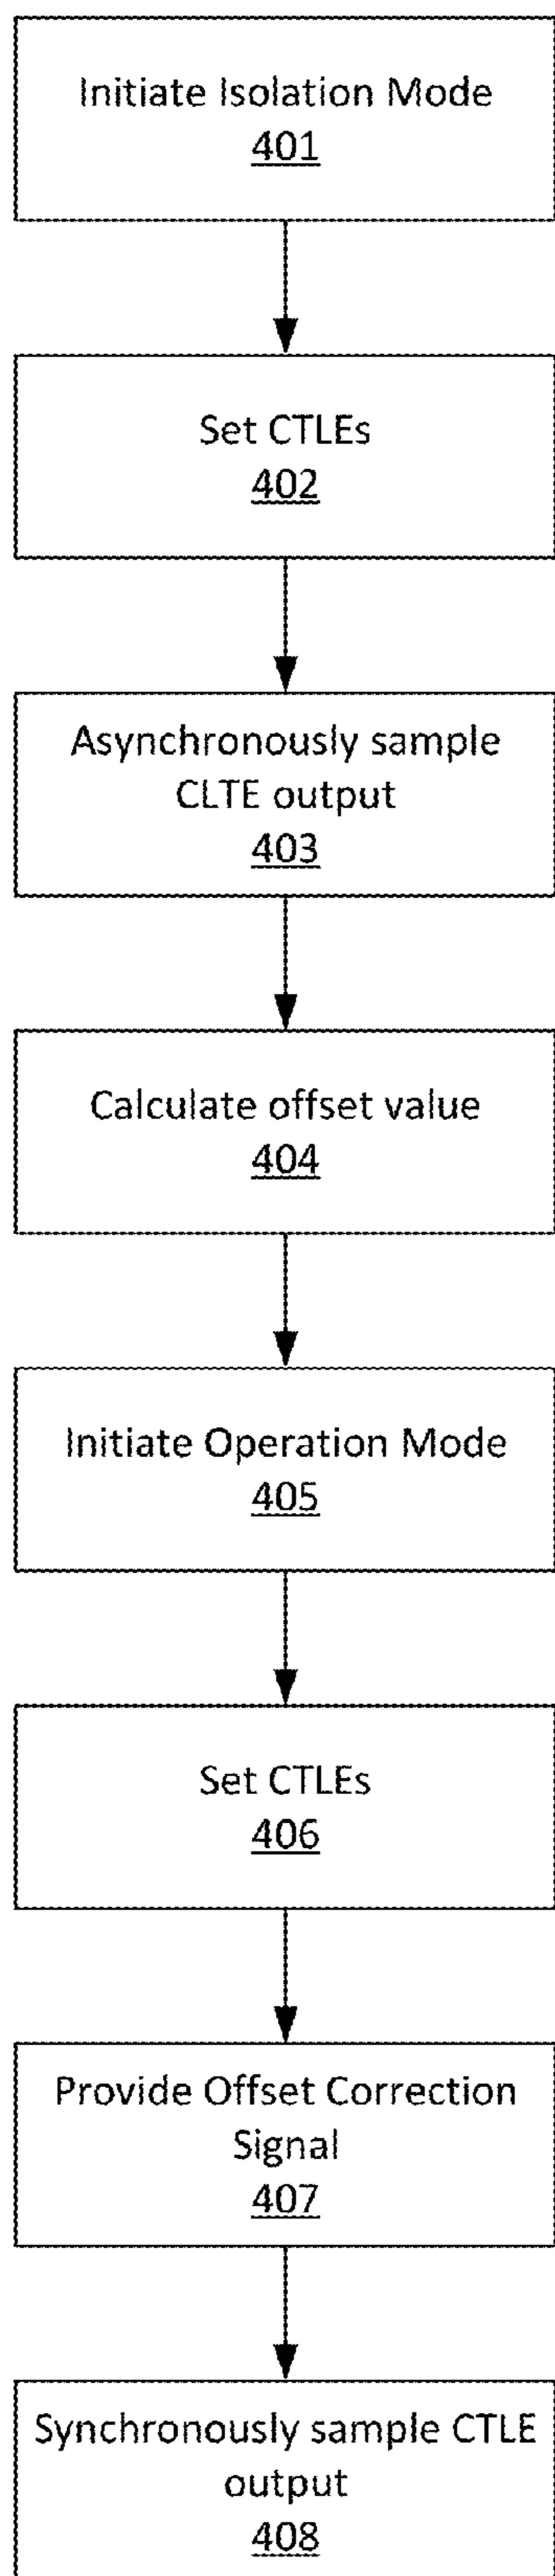 Initiate Isolation Mode
401
Set CTLEs
402
Asynchronously sample
CLTE output
403
Calculate offset value
404
Initiate Operation Mode
405
Set CTLEs
406
Provide Offset Correction
Signal
407
Synchronously sample CTLE
output
408